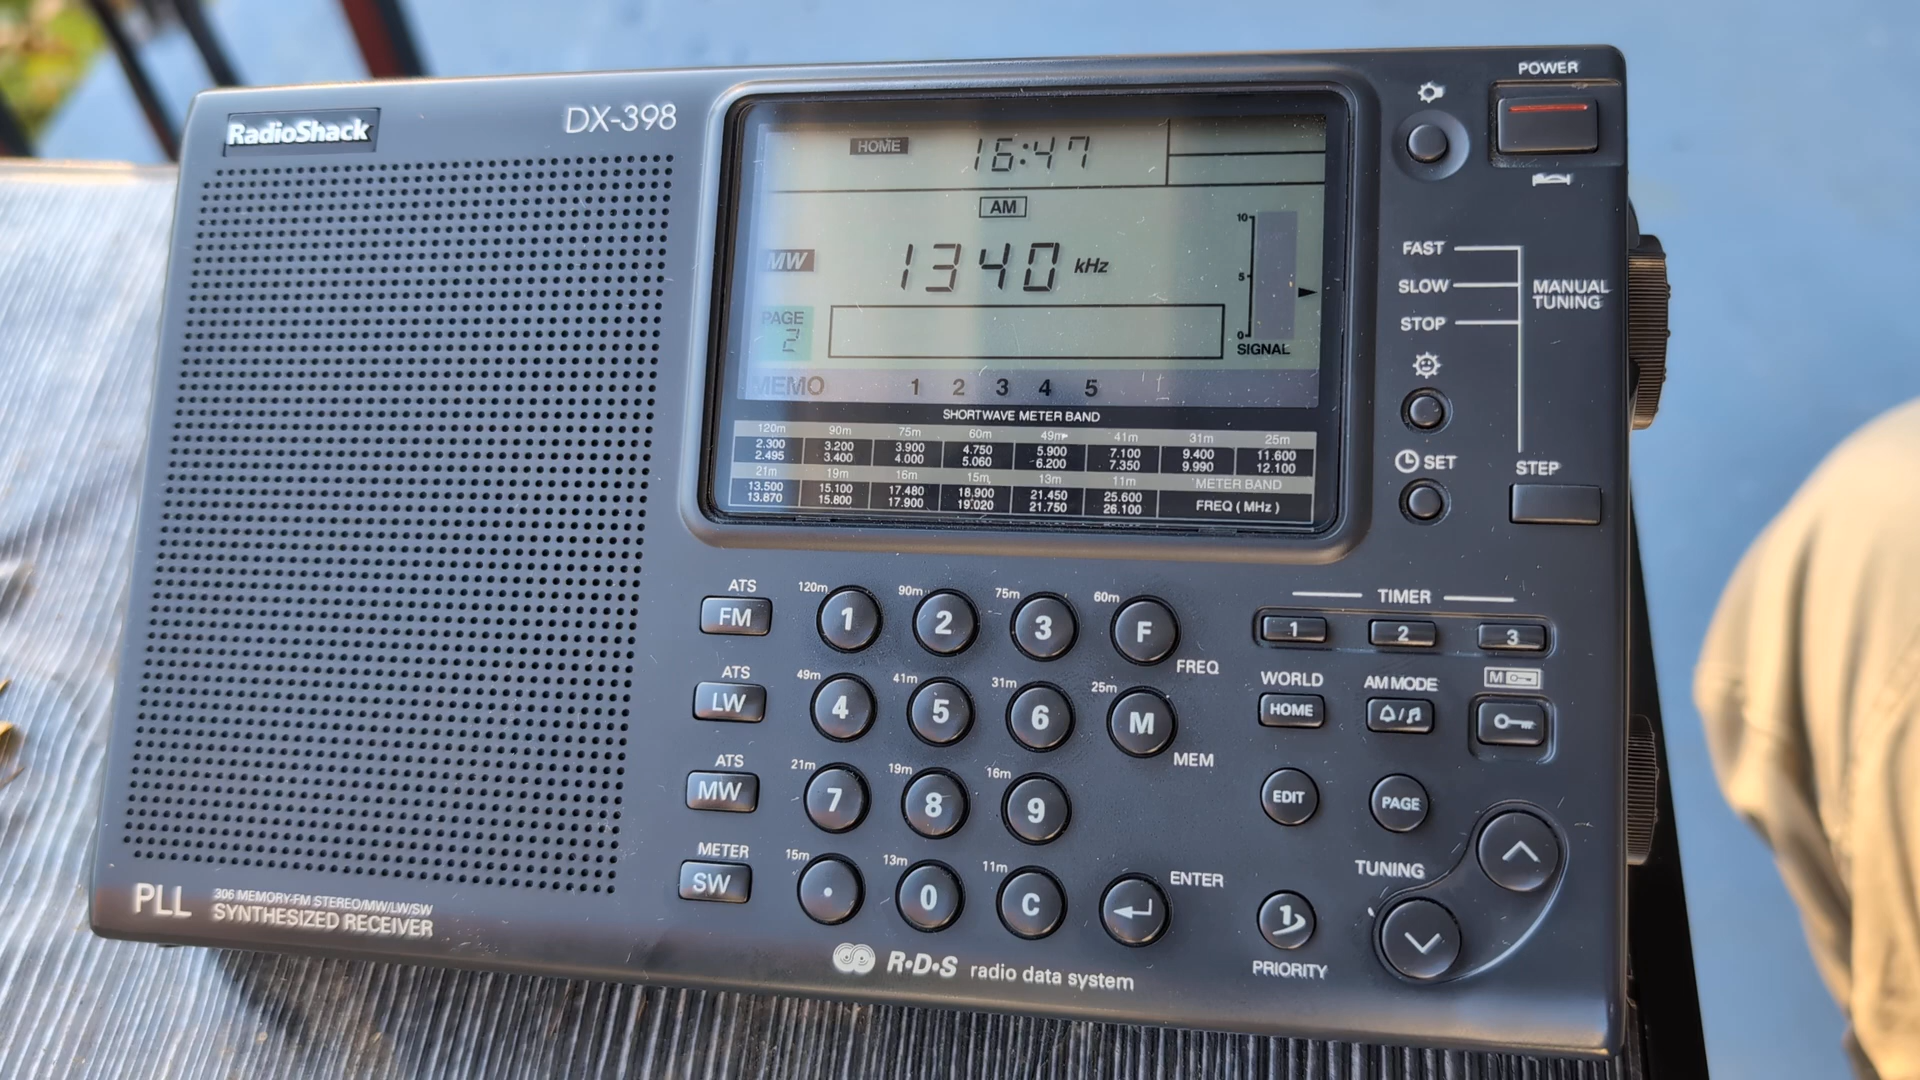 RadioShack
DX-398
HOME 16:47
AM
MW 1340 kHz
PAGE
2
10
5
0
SIGNAL
MEMO 1 2 3 4 5
SHORTWAVE METER BAND
120m 90m 75m 60m 49m 41m 31m 25m
2.300 3.200 3.900 4.750 5.900 7.100 9.400 11.600
2.495 3.400 4.000 5.060 6.200 7.350 9.990 12.100
21m 19m 16m 15m 13m 11m METER BAND
13.500 15.100 17.480 18.900 21.450 25.600 FREQ ( MHz )
13.870 15.800 17.900 19.020 21.750 26.100
POWER
FAST
SLOW
STOP
MANUAL
TUNING
SET
STEP
ATS 120m 90m 75m 60m
FM 1 2 3 F
FREQ
ATS 49m 41m 31m 25m
LW 4 5 6 M
MEM
ATS 21m 19m 16m
MW 7 8 9
METER 15m 13m 11m
SW . 0 C
ENTER
TIMER
1 2 3
WORLD AM MODE M
HOME
EDIT PAGE
TUNING
PRIORITY
PLL 306 MEMORY-FM STEREO/MW/LW/SW
SYNTHESIZED RECEIVER
R•D•S radio data system